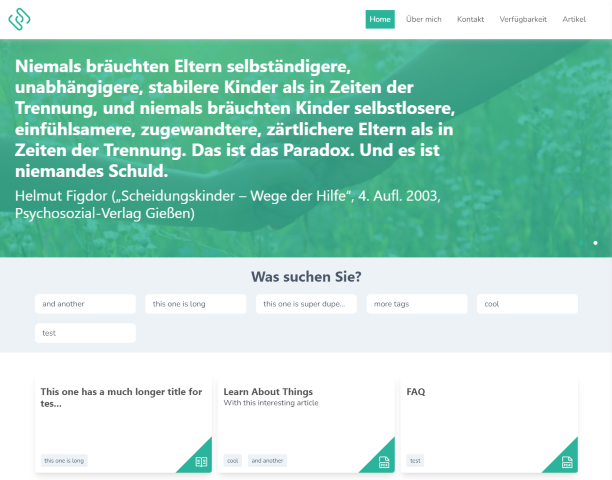 Home Über mich Kontakt Verfügbarkeit Artikel
Niemals bräuchten Eltern selbständigere,
unabhängigere, stabilere Kinder als in Zeiten der
Trennung, und niemals bräuchten Kinder selbstlosere,
einfühlsamere, zugewandtere, zärtlichere Eltern als in
Zeiten der Trennung. Das ist das Paradox. Und es ist
niemandes Schuld.
Helmut Figdor („Scheidungskinder – Wege der Hilfe“, 4. Aufl. 2003,
Psychosozial-Verlag Gießen)
Was suchen Sie?
and another this one is long this one is super dupe... more tags cool
test
This one has a much longer title for
tes...
this one is long
Learn About Things
With this interesting article
cool and another
FAQ
test